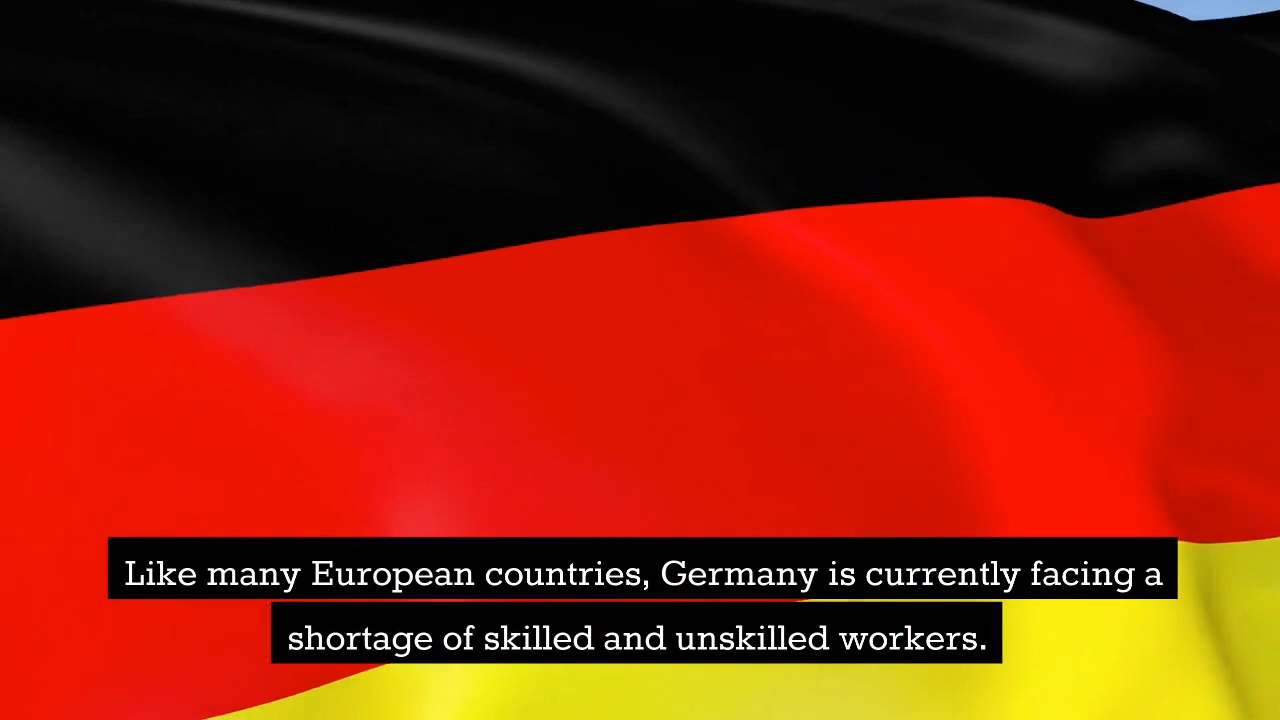 Like many European countries, Germany is currently facing a
shortage of skilled and unskilled workers.